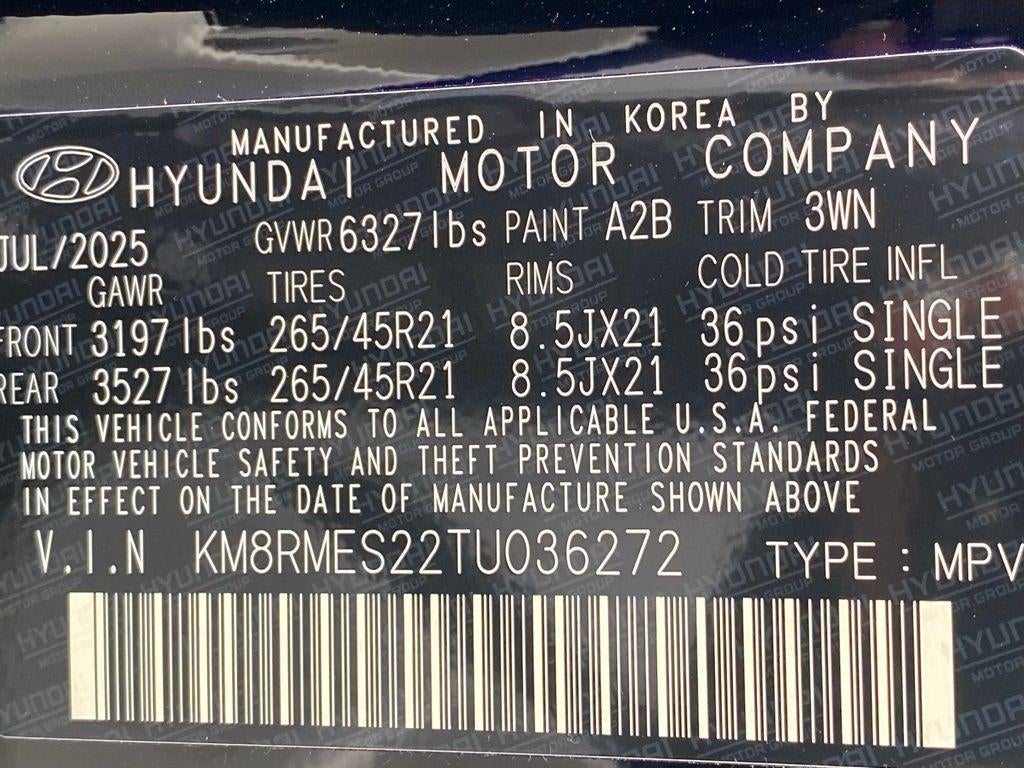 MANUFACTURED IN KOREA BY
HYUNDAI MOTOR COMPANY
JUL/2025 GVWR 6327lbs PAINT A2B TRIM 3WN
GAWR TIRES RIMS COLD TIRE INFL
FRONT 3197lbs 265/45R21 8.5JX21 36psi SINGLE
REAR 3527lbs 265/45R21 8.5JX21 36psi SINGLE
THIS VEHICLE CONFORMS TO ALL APPLICABLE U.S.A. FEDERAL
MOTOR VEHICLE SAFETY AND THEFT PREVENTION STANDARDS
IN EFFECT ON THE DATE OF MANUFACTURE SHOWN ABOVE
V.I.N KM8RMES22TU036272 TYPE : MPV